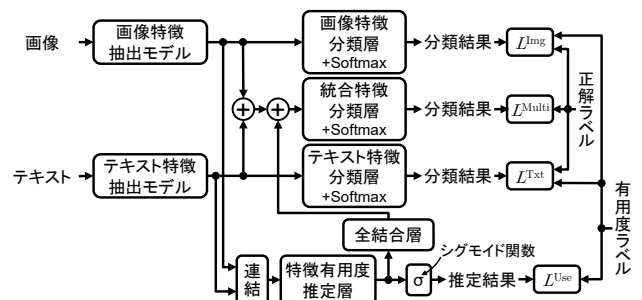 画像
画像特徴
抽出モデル
画像特徴
分類層
+Softmax
分類結果
L^Img
+
+
統合特徴
分類層
+Softmax
分類結果
L^Multi
正解ラベル
テキスト
テキスト特徴
抽出モデル
テキスト特徴
分類層
+Softmax
分類結果
L^Txt
有用度ラベル
全結合層
シグモイド関数
連結
特徴有用度
推定層
σ
推定結果
L^Use